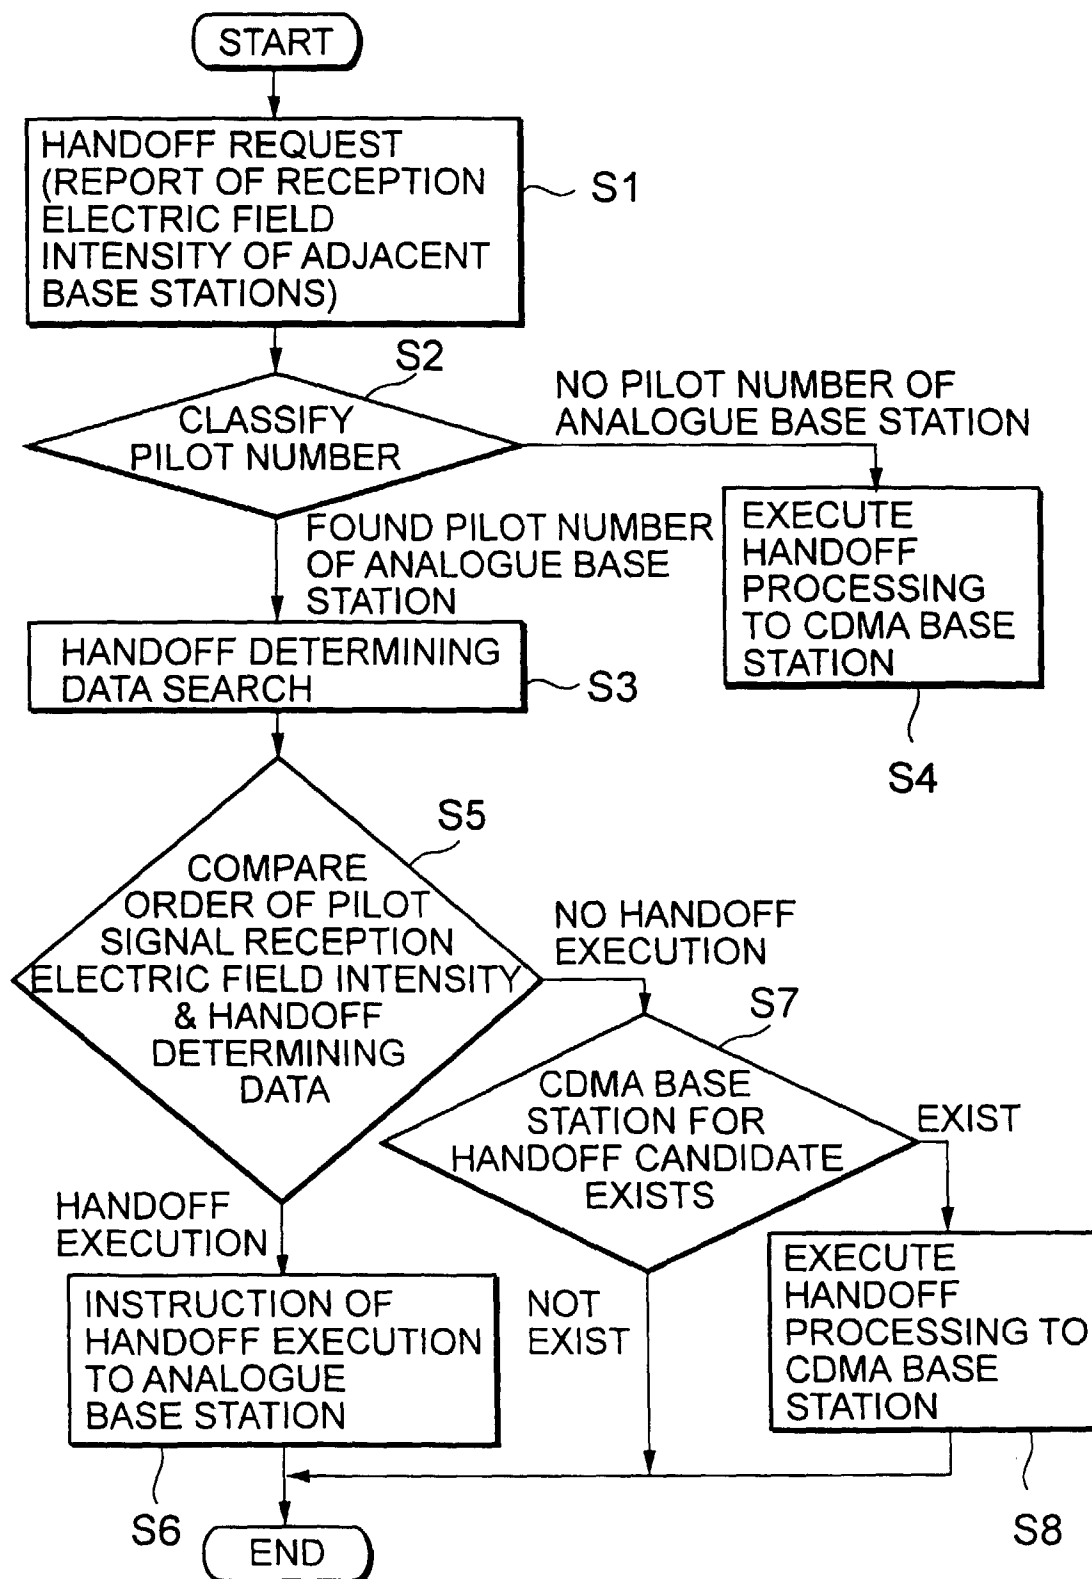 START
HANDOFF REQUEST
(REPORT OF RECEPTION
ELECTRIC FIELD
INTENSITY OF ADJACENT
BASE STATIONS)
S1
S2
CLASSIFY
PILOT NUMBER
NO PILOT NUMBER OF
ANALOGUE BASE STATION
FOUND PILOT NUMBER
OF ANALOGUE BASE
STATION
EXECUTE
HANDOFF
PROCESSING
TO CDMA BASE
STATION
S4
HANDOFF DETERMINING
DATA SEARCH
S3
S5
COMPARE
ORDER OF PILOT
SIGNAL RECEPTION
ELECTRIC FIELD INTENSITY
& HANDOFF
DETERMINING
DATA
NO HANDOFF
EXECUTION
S7
CDMA BASE
STATION FOR
HANDOFF CANDIDATE
EXISTS
EXIST
HANDOFF
EXECUTION
NOT
EXIST
INSTRUCTION OF
HANDOFF EXECUTION
TO ANALOGUE
BASE STATION
S6
EXECUTE
HANDOFF
PROCESSING TO
CDMA BASE
STATION
S8
END